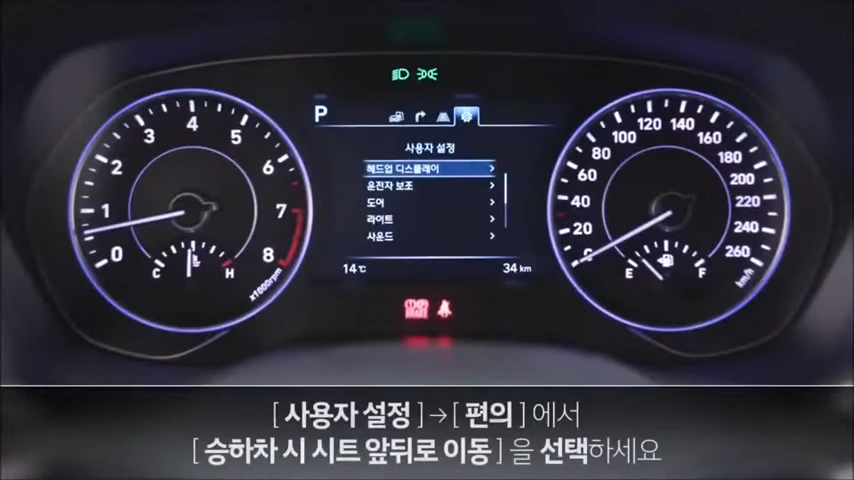 P
사용자 설정
헤드업 디스플레이
운전자 보조
도어
라이트
사운드
14℃
34 km
0
1
2
3
4
5
6
7
8
x1000rpm
C
H
0
20
40
60
80
100
120
140
160
180
200
220
240
260
km/h
E
F
[ 사용자 설정 ]→[ 편의 ] 에서
[ 승하차 시 시트 앞뒤로 이동 ] 을 선택하세요